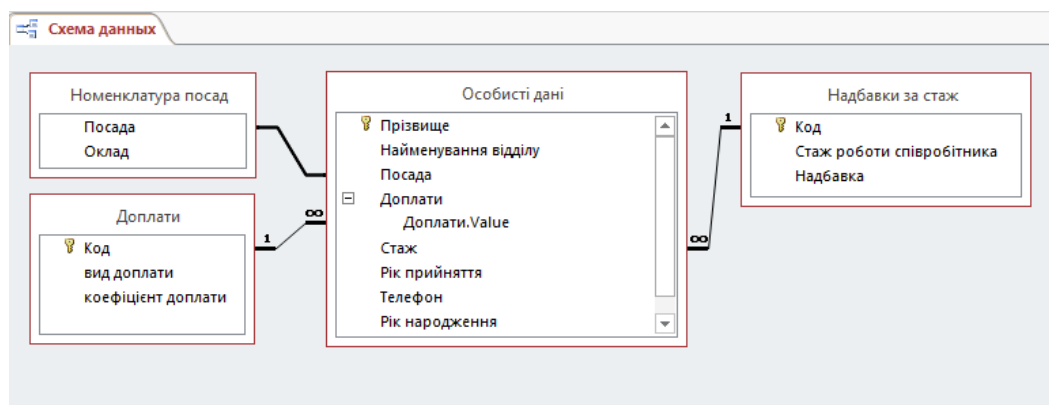 Схема данных
Номенклатура посад
Посада
Оклад
Доплати
1
∞
Код
вид доплати
коефіцієнт доплати
Особисті дані
Прізвище
Найменування відділу
Посада
Доплати
Доплати.Value
Стаж
Рік прийняття
Телефон
Рік народження
Надбавки за стаж
1
∞
Код
Стаж роботи співробітника
Надбавка